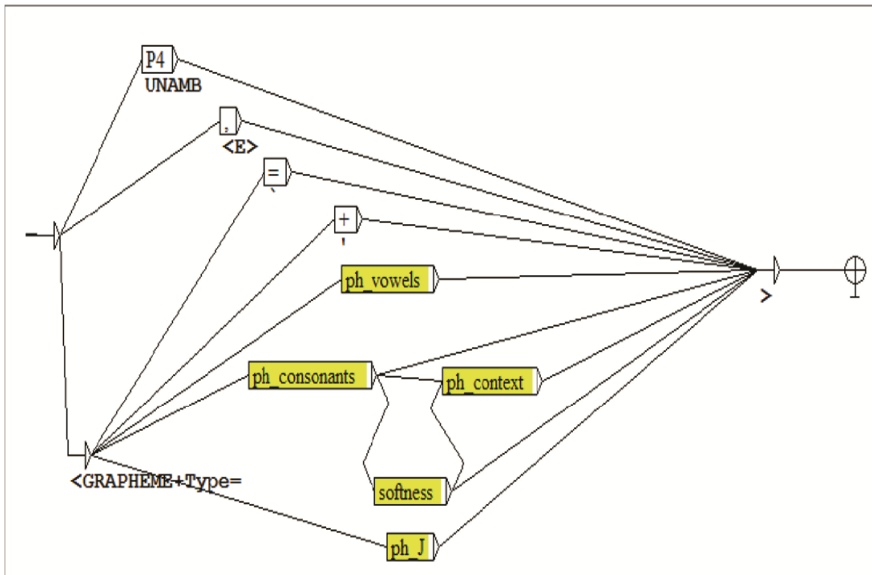 P4
UNAMB
,
<E>
=
`
+
'
ph_vowels
>
ph_consonants
ph_context
<GRAPHEME+Type=
softness
ph_J